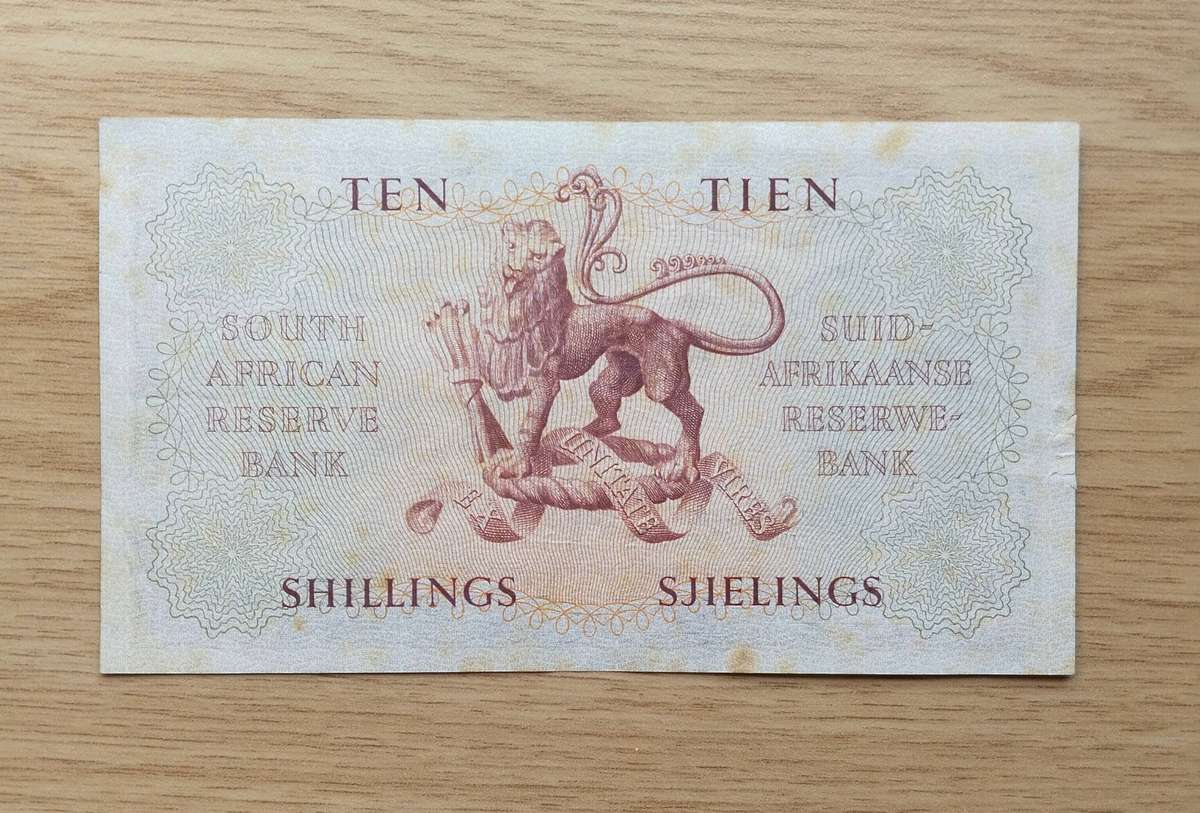 TEN TIEN
SOUTH
AFRICAN
RESERVE
BANK
SUID-
AFRIKAANSE
RESERWE-
BANK
EX UNITATE VIRES
SHILLINGS SJIELINGS